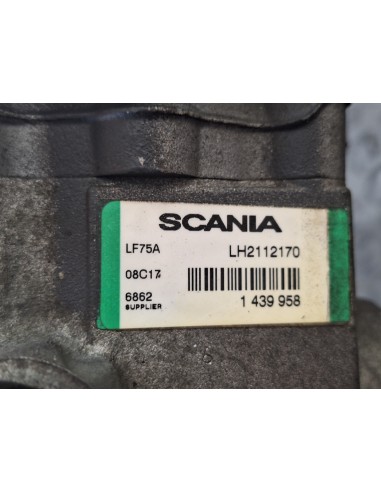 SCANIA
LF75A LH2112170
08C17
6862 1 439 958
SUPPLIER